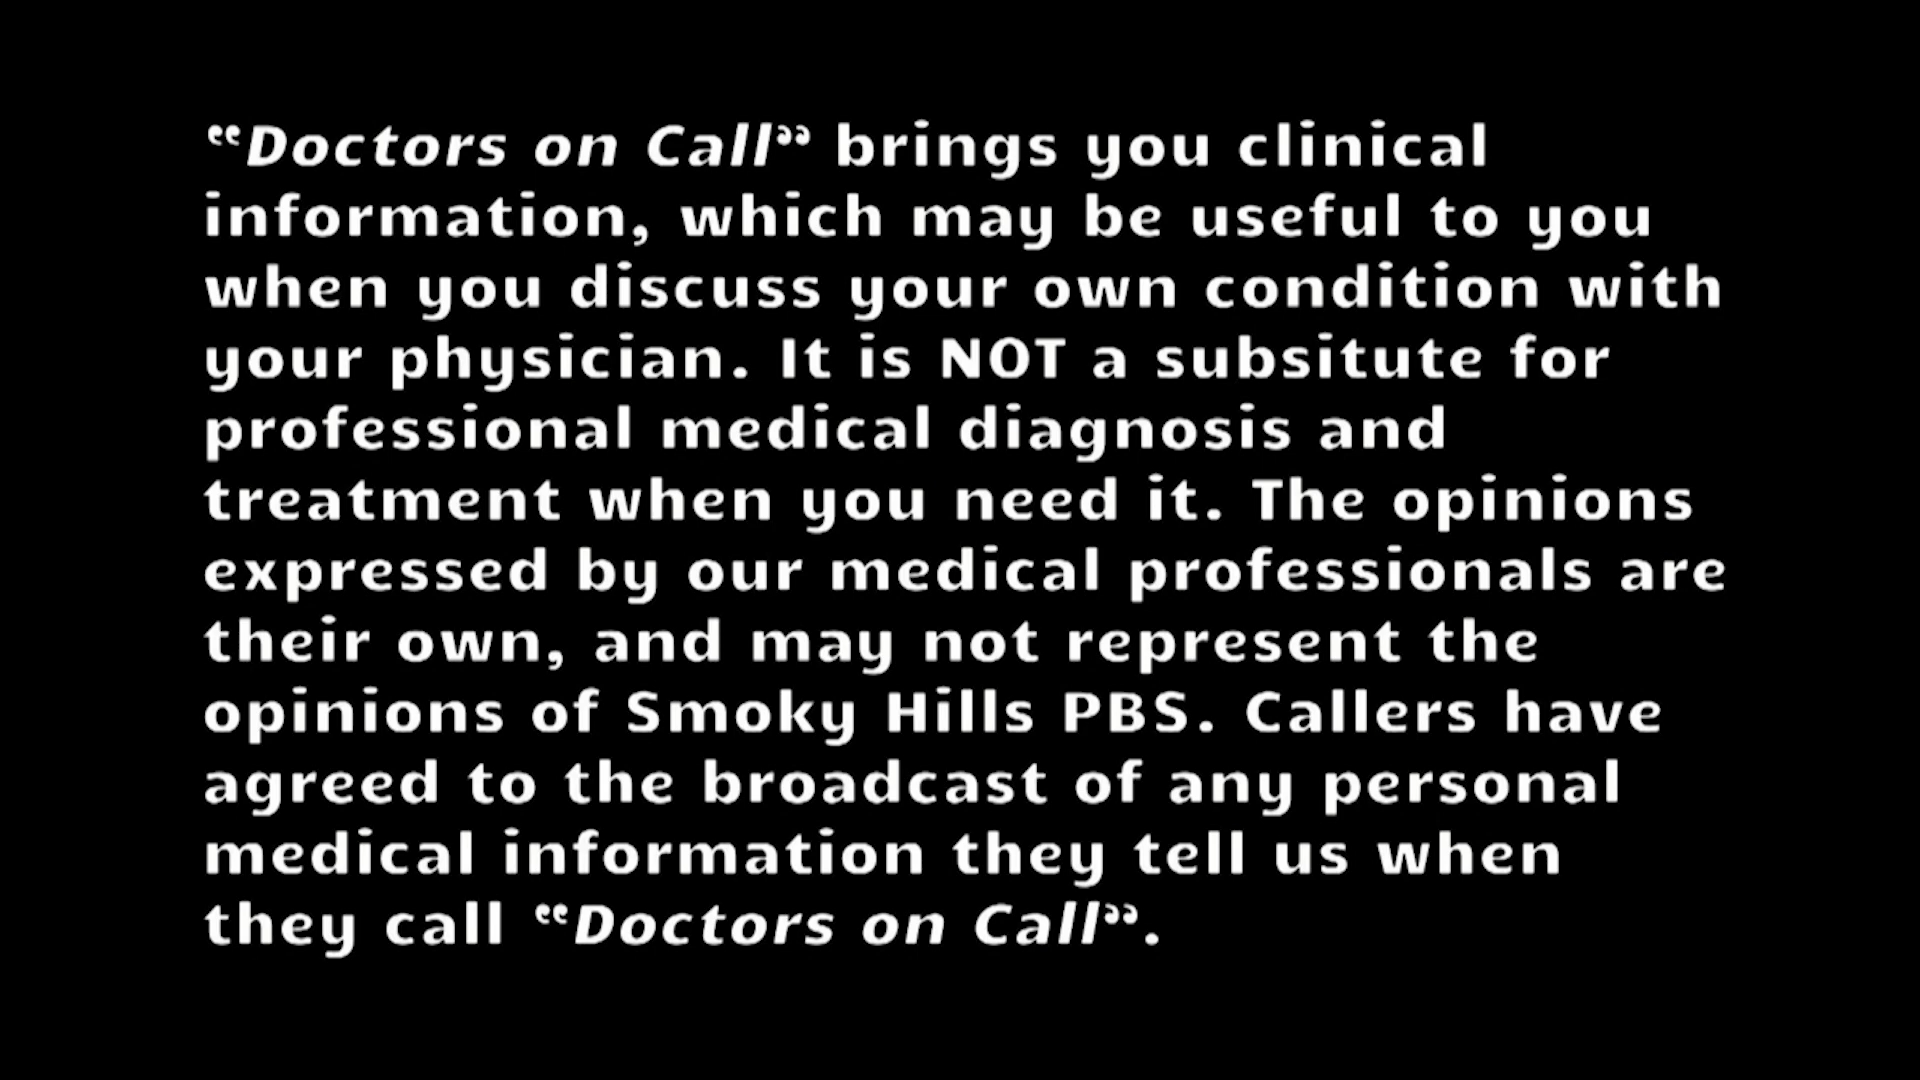 “Doctors on Call” brings you clinical
information, which may be useful to you
when you discuss your own condition with
your physician. It is NOT a subsitute for
professional medical diagnosis and
treatment when you need it. The opinions
expressed by our medical professionals are
their own, and may not represent the
opinions of Smoky Hills PBS. Callers have
agreed to the broadcast of any personal
medical information they tell us when
they call “Doctors on Call”.